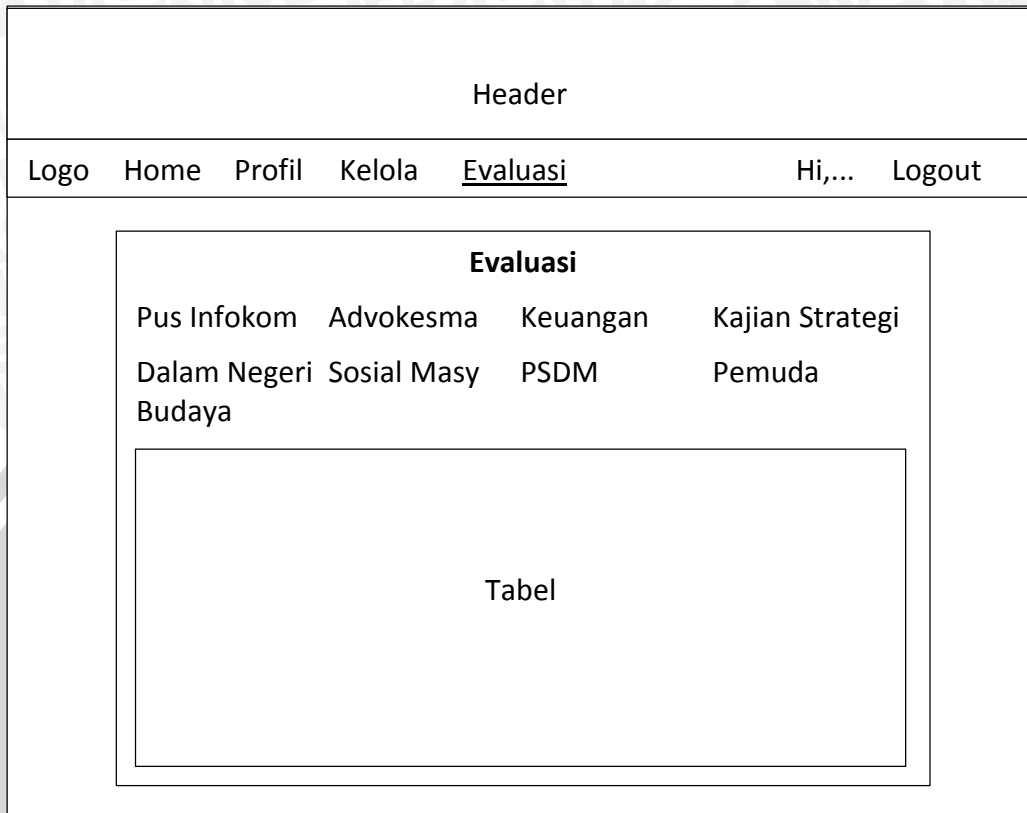 Header
Logo Home Profil Kelola Evaluasi Hi,... Logout
Evaluasi
Pus Infokom Advokesma Keuangan Kajian Strategi
Dalam Negeri Sosial Masy PSDM Pemuda
Budaya
Tabel